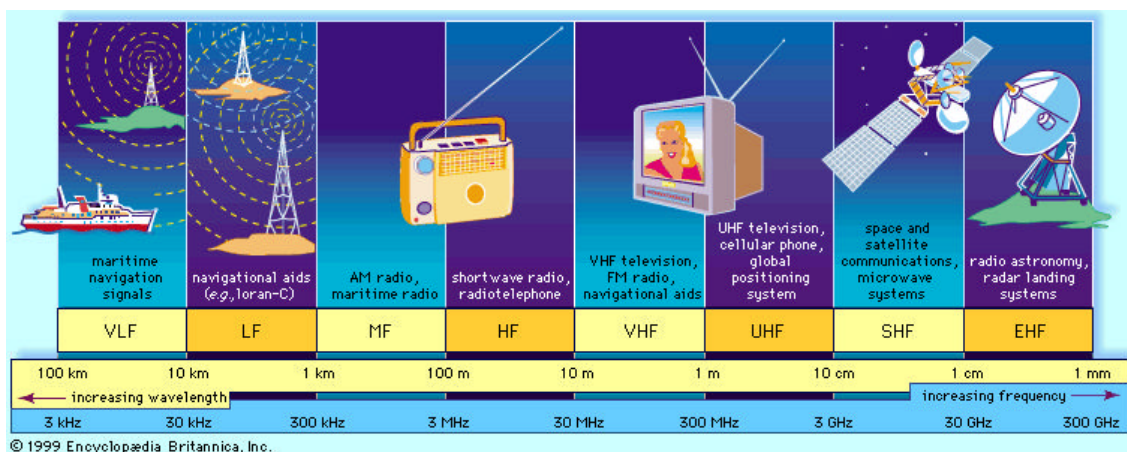 maritime
navigation
signals
navigational aids
(e.g., loran-C)
AM radio,
maritime radio
shortwave radio,
radiotelephone
VHF television,
FM radio,
navigational aids
UHF television,
cellular phone,
global
positioning
system
space and
satellite
communications,
microwave
systems
radio astronomy,
radar landing
systems
VLF LF MF HF VHF UHF SHF EHF
100 km 10 km 1 km 100 m 10 m 1 m 10 cm 1 cm 1 mm
increasing wavelength increasing frequency
3 kHz 30 kHz 300 kHz 3 MHz 30 MHz 300 MHz 3 GHz 30 GHz 300 GHz
© 1999 Encyclopædia Britannica, Inc.